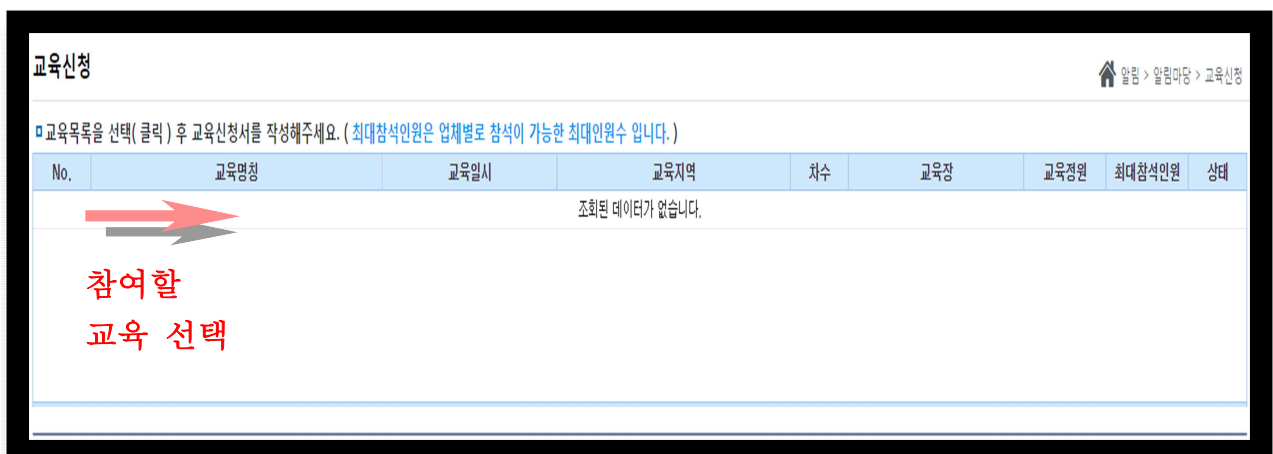 교육신청
알림 > 알림마당 > 교육신청
교육목록을 선택( 클릭 ) 후 교육신청서를 작성해주세요. ( 최대참석인원은 업체별로 참석이 가능한 최대인원수 입니다. )
No. 교육명칭 교육일시 교육지역 차수 교육장 교육정원 최대참석인원 상태
조회된 데이터가 없습니다.
참여할
교육 선택